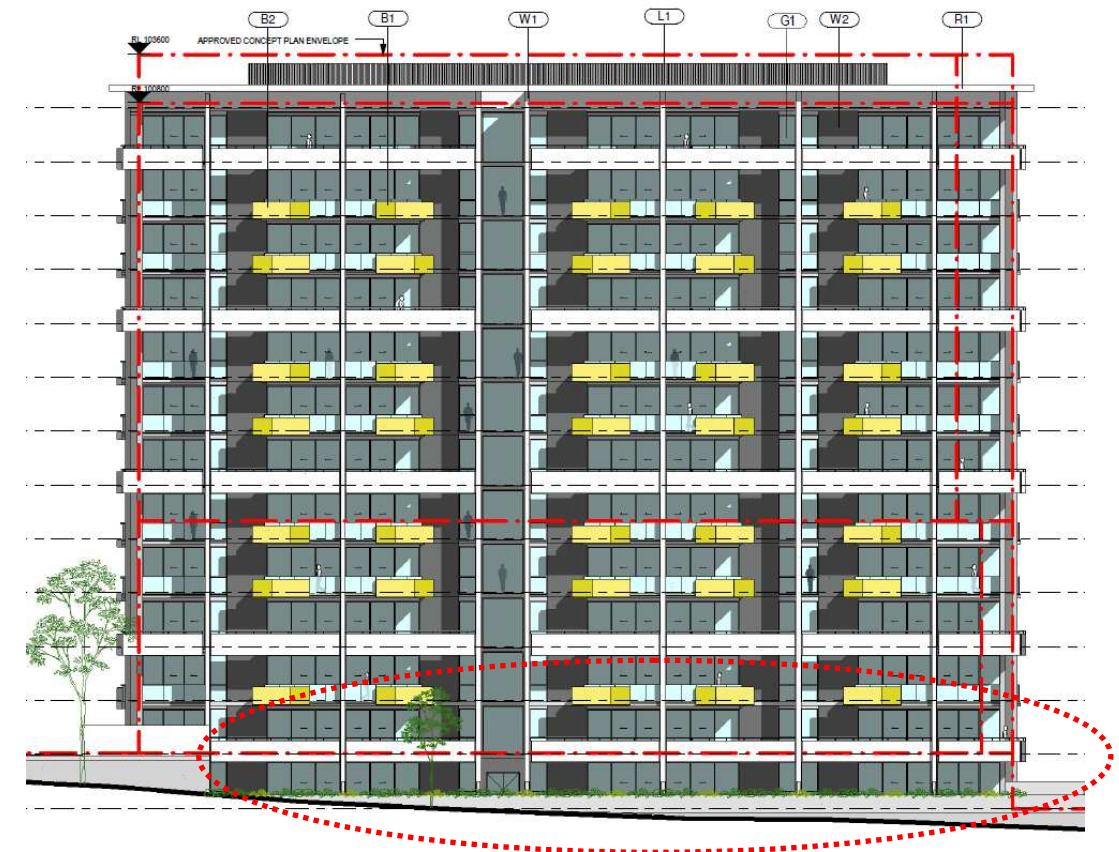 B2 B1 W1 L1 G1 W2 R1
RL 103600 APPROVED CONCEPT PLAN ENVELOPE
RL 100800